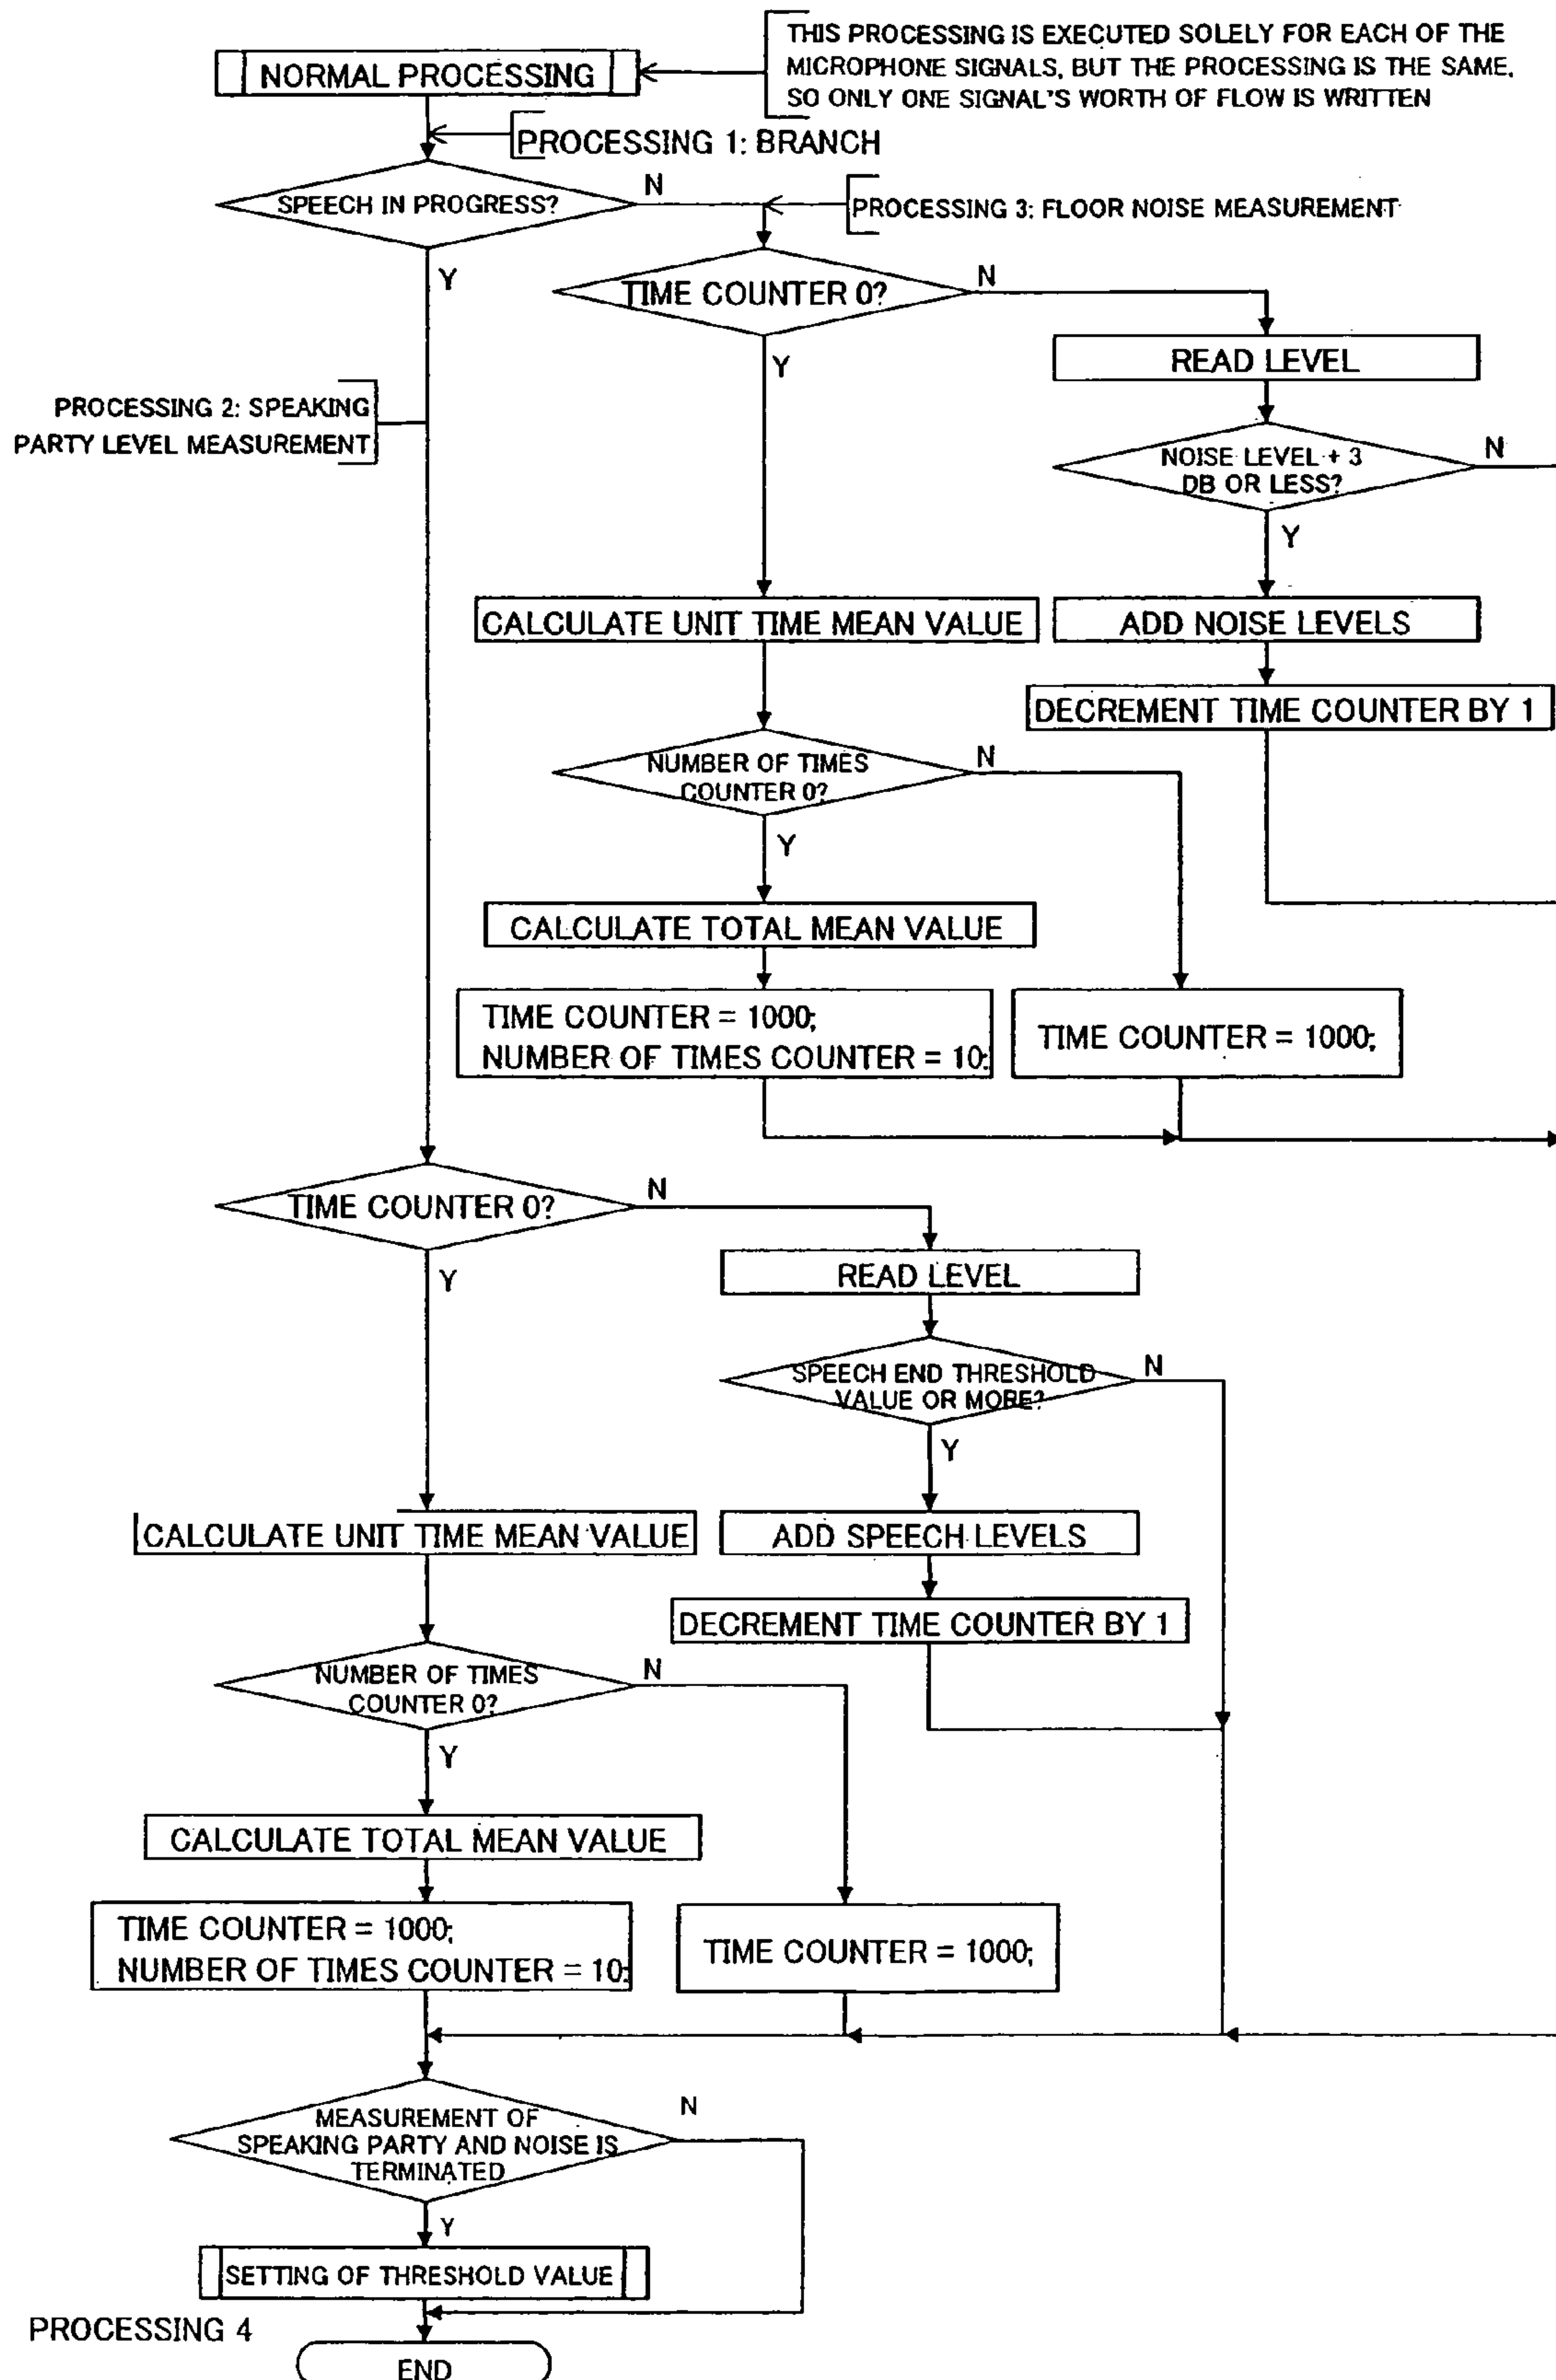 THIS PROCESSING IS EXECUTED SOLELY FOR EACH OF THE
MICROPHONE SIGNALS, BUT THE PROCESSING IS THE SAME,
SO ONLY ONE SIGNAL'S WORTH OF FLOW IS WRITTEN
NORMAL PROCESSING
PROCESSING 1: BRANCH
SPEECH IN PROGRESS?
N
Y
PROCESSING 3: FLOOR NOISE MEASUREMENT
TIME COUNTER 0?
N
Y
READ LEVEL
PROCESSING 2: SPEAKING
PARTY LEVEL MEASUREMENT
NOISE LEVEL + 3
DB OR LESS?
N
Y
CALCULATE UNIT TIME MEAN VALUE
ADD NOISE LEVELS
DECREMENT TIME COUNTER BY 1
NUMBER OF TIMES
COUNTER 0?
N
Y
CALCULATE TOTAL MEAN VALUE
TIME COUNTER = 1000;
NUMBER OF TIMES COUNTER = 10;
TIME COUNTER = 1000;
TIME COUNTER 0?
N
Y
READ LEVEL
SPEECH END THRESHOLD
VALUE OR MORE?
N
Y
CALCULATE UNIT TIME MEAN VALUE
ADD SPEECH LEVELS
DECREMENT TIME COUNTER BY 1
NUMBER OF TIMES
COUNTER 0?
N
Y
CALCULATE TOTAL MEAN VALUE
TIME COUNTER = 1000;
NUMBER OF TIMES COUNTER = 10;
TIME COUNTER = 1000;
MEASUREMENT OF
SPEAKING PARTY AND NOISE IS
TERMINATED
N
Y
SETTING OF THRESHOLD VALUE
PROCESSING 4
END